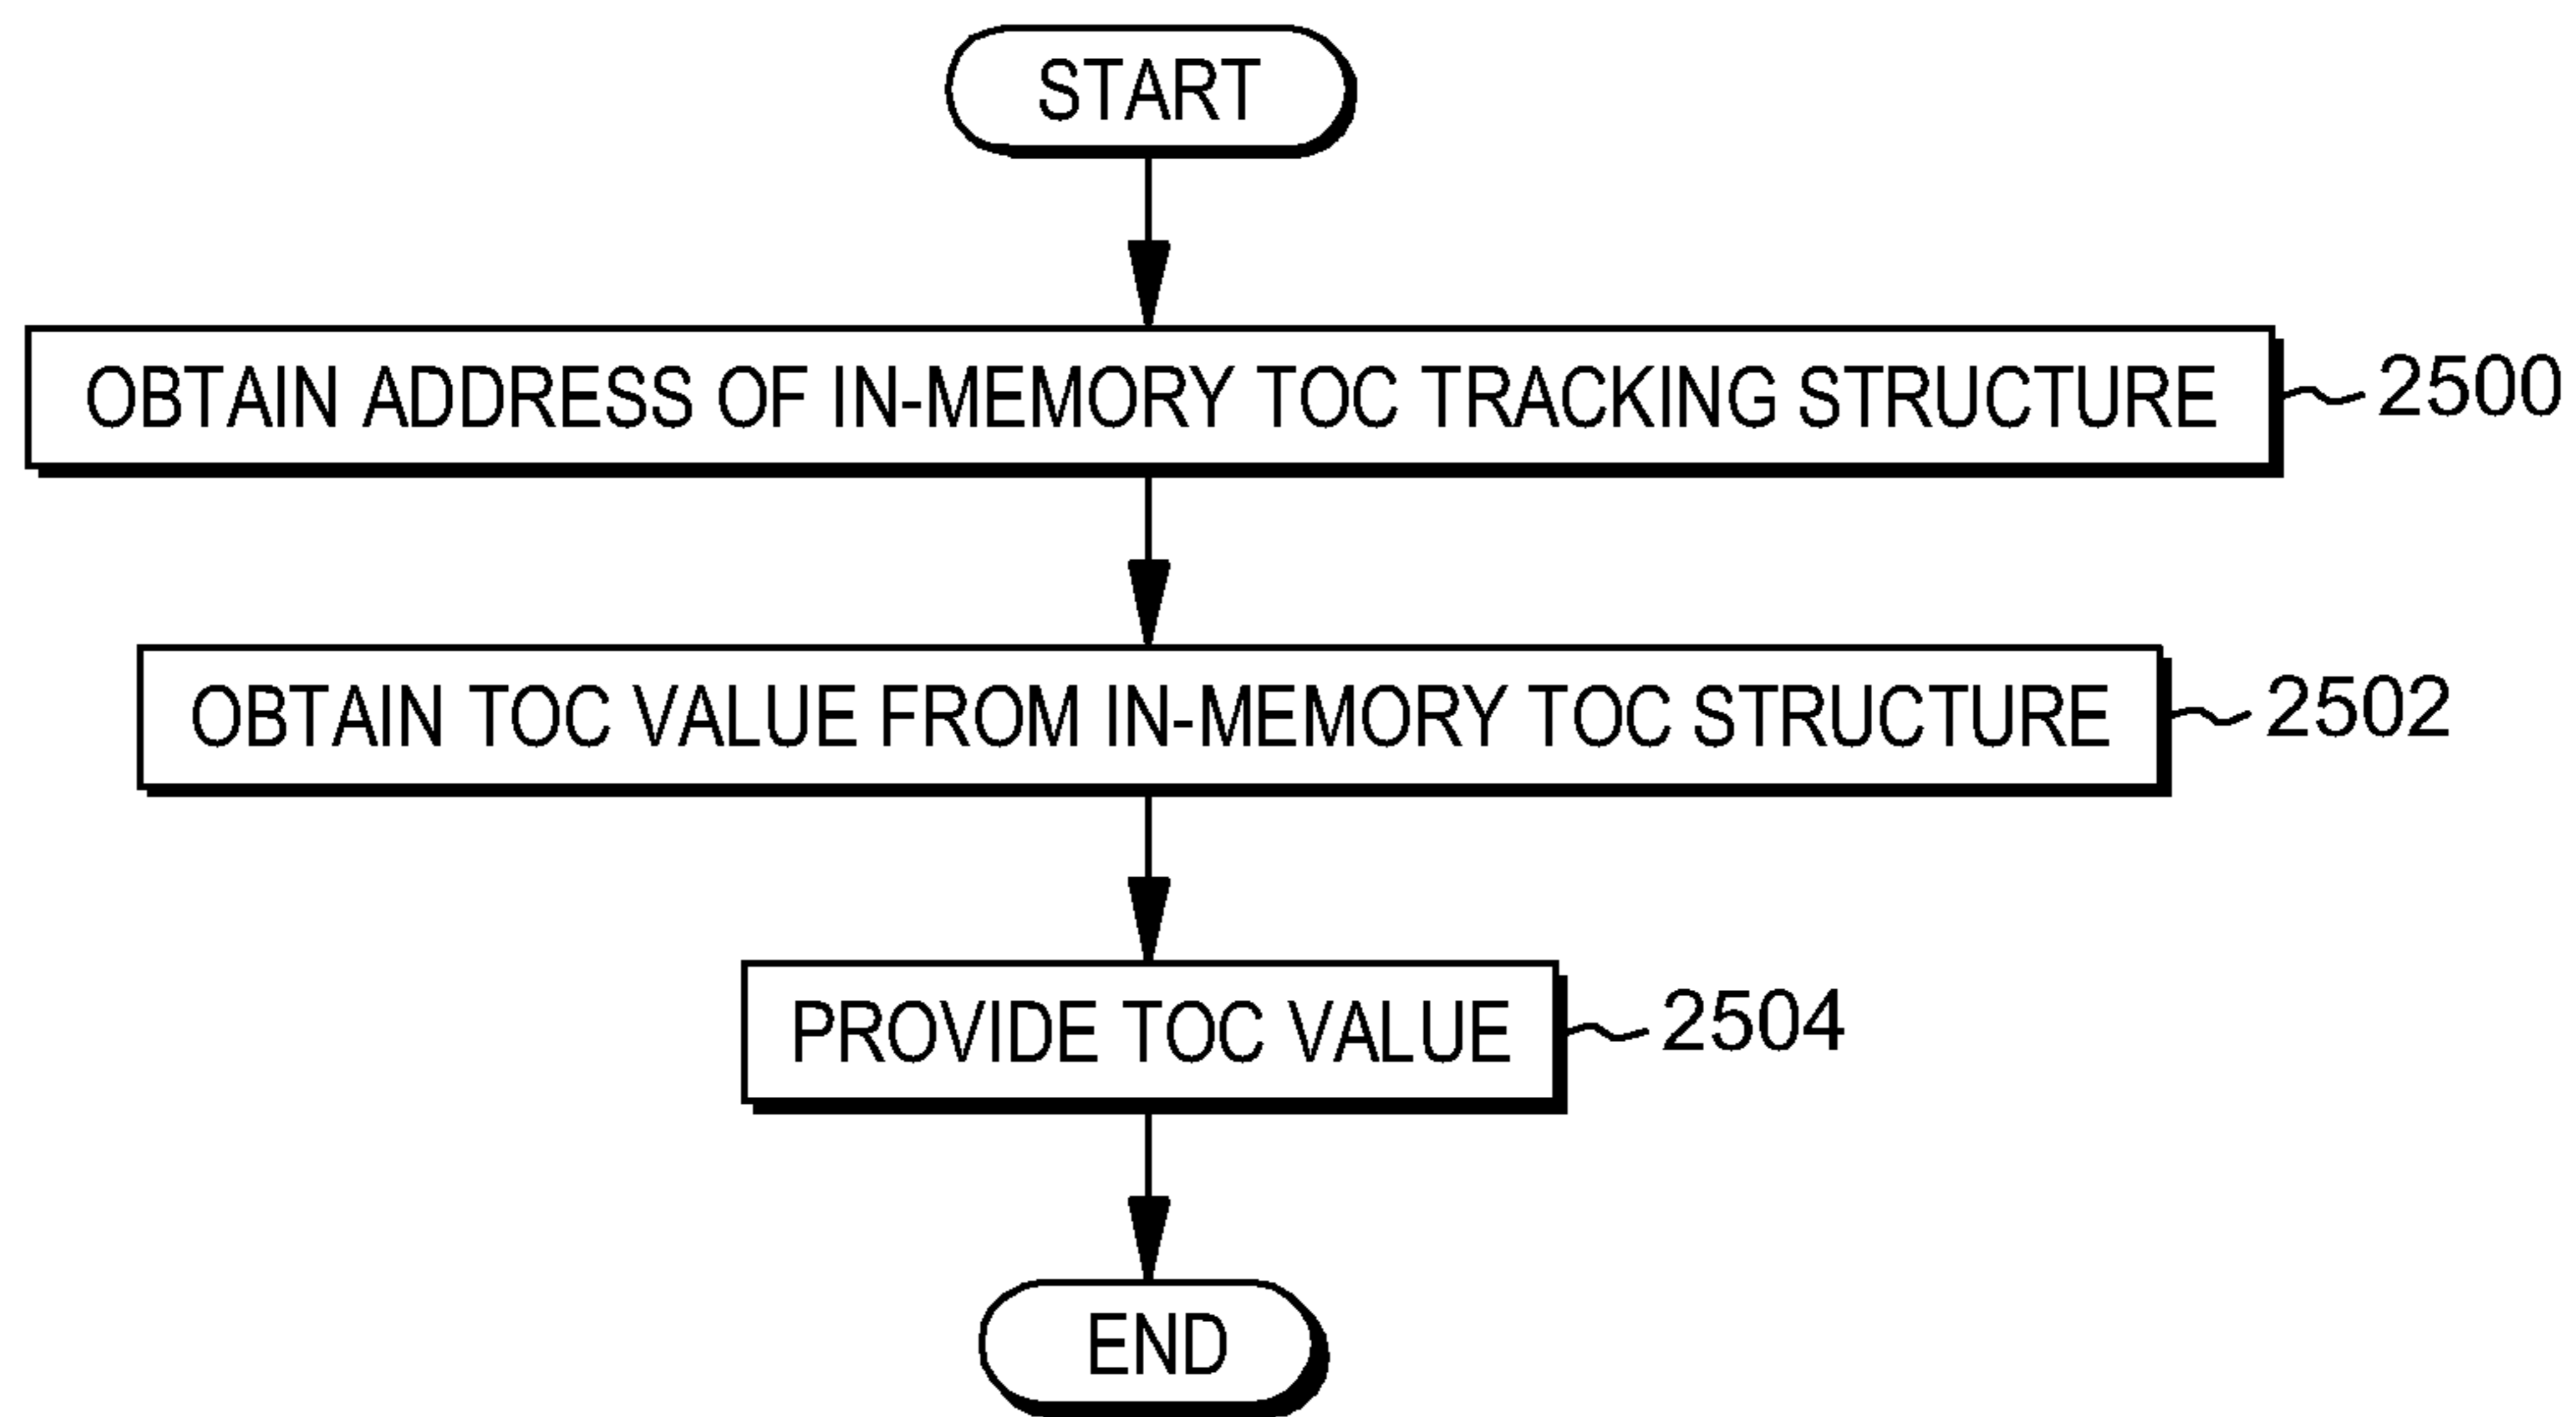 START
OBTAIN ADDRESS OF IN-MEMORY TOC TRACKING STRUCTURE 2500
OBTAIN TOC VALUE FROM IN-MEMORY TOC STRUCTURE 2502
PROVIDE TOC VALUE 2504
END